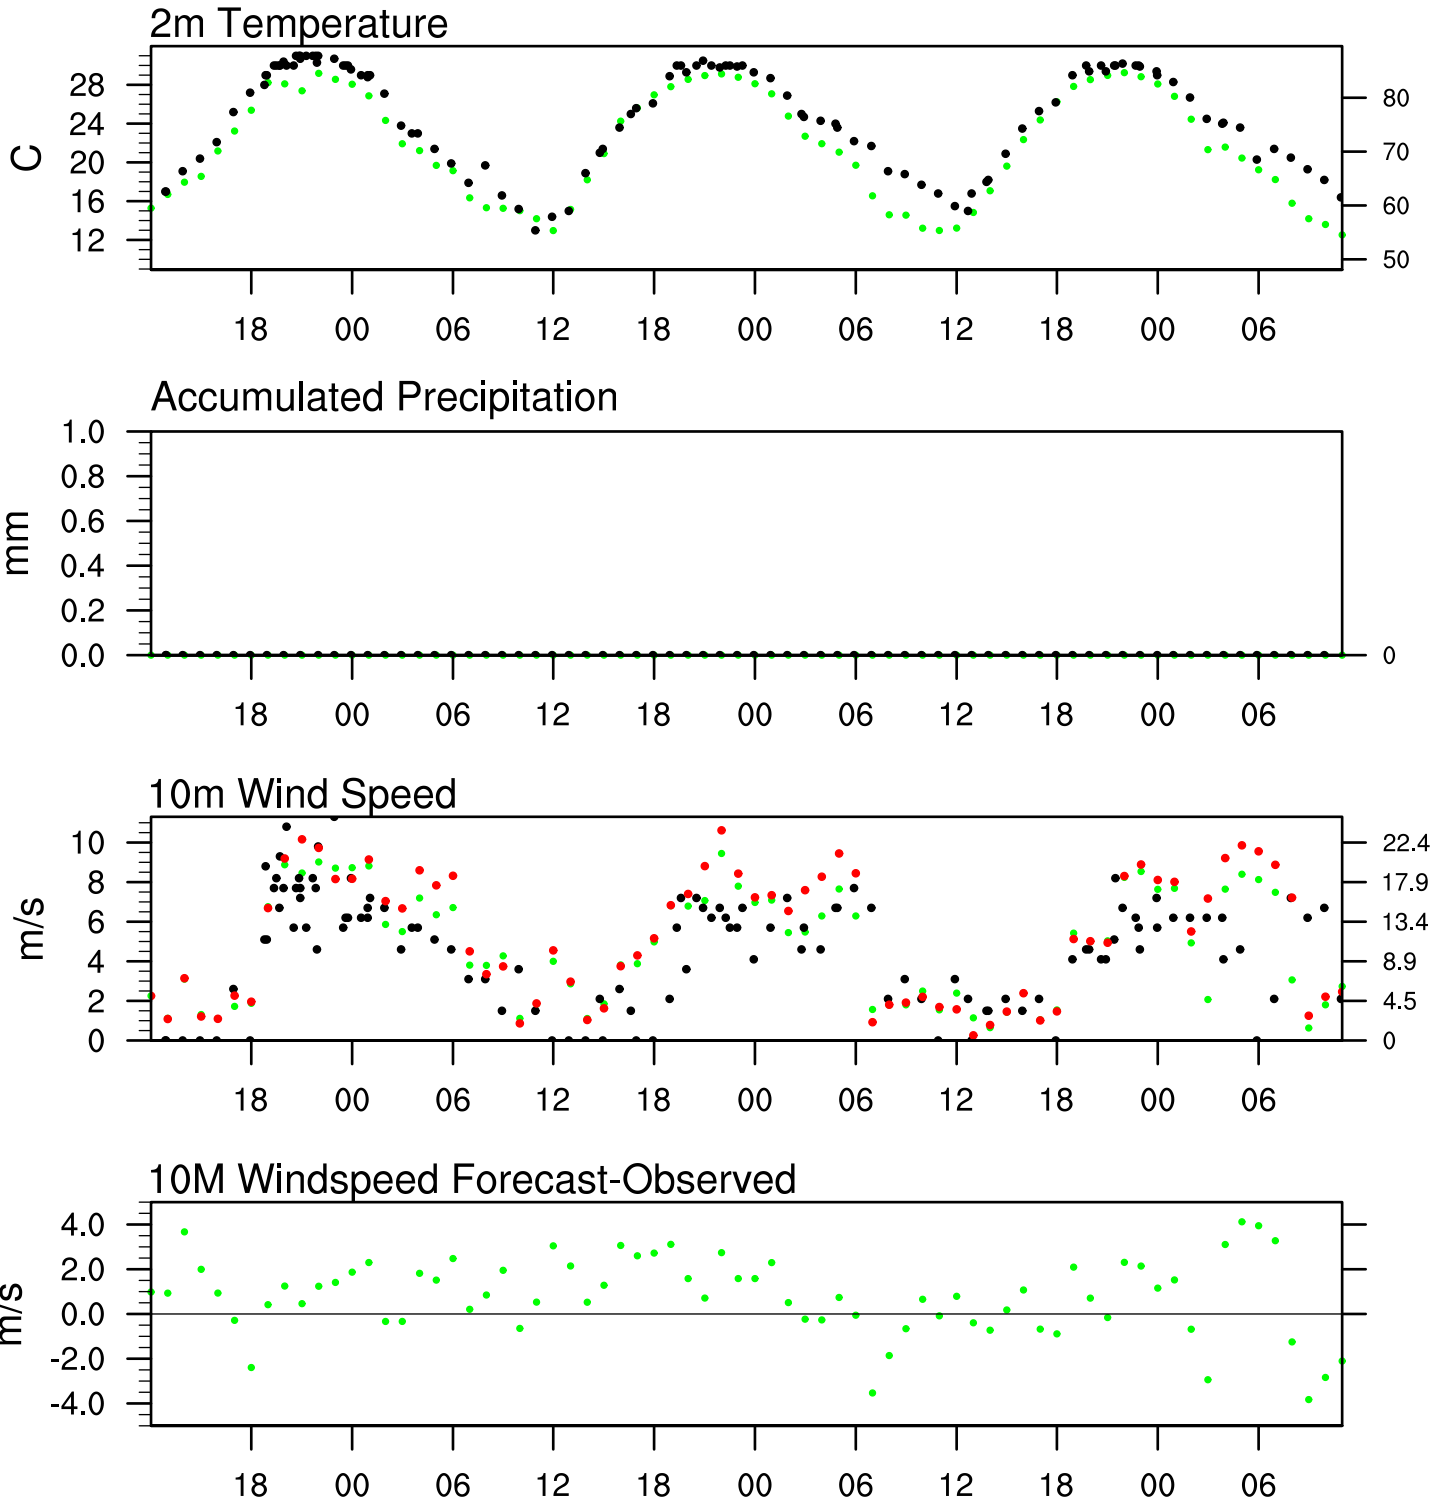 2m Temperature
C
28
24
20
16
12
80
70
60
50
18 00 06 12 18 00 06 12 18 00 06
Accumulated Precipitation
mm
1.0
0.8
0.6
0.4
0.2
0.0
0
18 00 06 12 18 00 06 12 18 00 06
10m Wind Speed
m/s
10
8
6
4
2
0
22.4
17.9
13.4
8.9
4.5
0
18 00 06 12 18 00 06 12 18 00 06
10M Windspeed Forecast-Observed
m/s
4.0
2.0
0.0
-2.0
-4.0
18 00 06 12 18 00 06 12 18 00 06